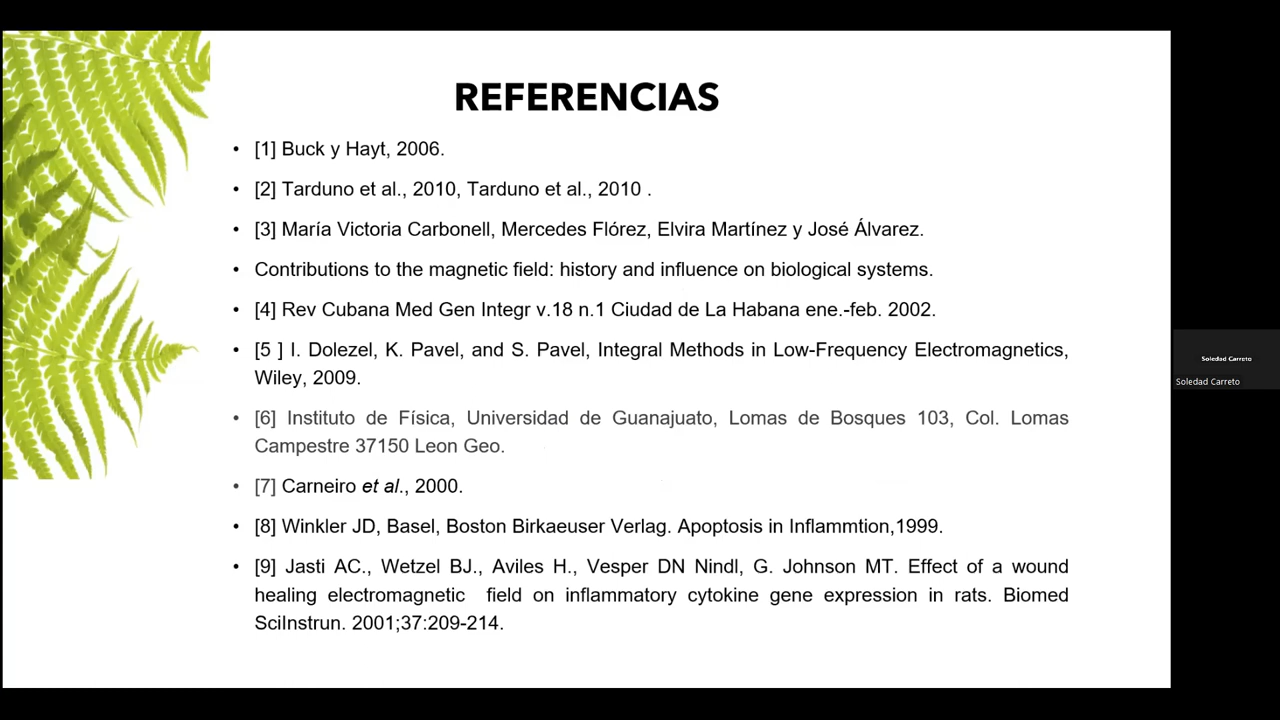 REFERENCIAS
• [1] Buck y Hayt, 2006.
• [2] Tarduno et al., 2010, Tarduno et al., 2010 .
• [3] María Victoria Carbonell, Mercedes Flórez, Elvira Martínez y José Álvarez.
• Contributions to the magnetic field: history and influence on biological systems.
• [4] Rev Cubana Med Gen Integr v.18 n.1 Ciudad de La Habana ene.-feb. 2002.
• [5 ] I. Dolezel, K. Pavel, and S. Pavel, Integral Methods in Low-Frequency Electromagnetics,
Wiley, 2009.
• [6] Instituto de Física, Universidad de Guanajuato, Lomas de Bosques 103, Col. Lomas
Campestre 37150 Leon Geo.
• [7] Carneiro et al., 2000.
• [8] Winkler JD, Basel, Boston Birkaeuser Verlag. Apoptosis in Inflammtion,1999.
• [9] Jasti AC., Wetzel BJ., Aviles H., Vesper DN Nindl, G. Johnson MT. Effect of a wound
healing electromagnetic field on inflammatory cytokine gene expression in rats. Biomed
SciInstrun. 2001;37:209-214.
Soledad Carreto
Soledad Carreto